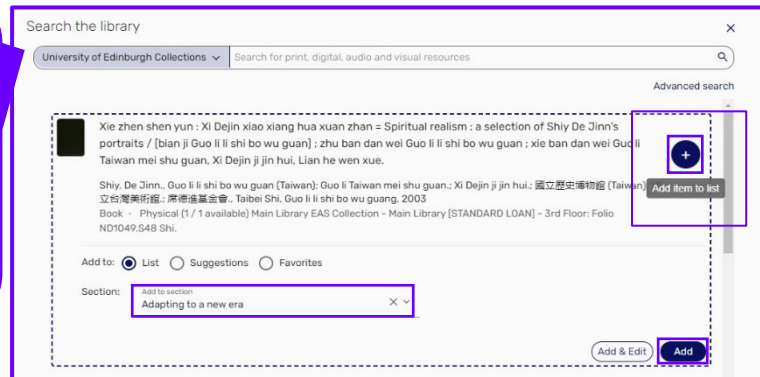 Search the library
University of Edinburgh Collections Search for print, digital, audio and visual resources
Advanced search
Xie zhen shen yun : Xi Dejin xiao xiang hua xuan zhan = Spiritual realism : a selection of Shiy De Jinn's
portraits / [bian ji Guo li li shi bo wu guan] ; zhu ban dan wei Guo li li shi bo wu guan ; xie ban dan wei Guo li
Taiwan mei shu guan, Xi Dejin ji jin hui, Lian he wen xue.
Add item to list
Shiy, De Jinn., Guo li li shi bo wu guan (Taiwan); Guo li Taiwan mei shu guan.; Xi Dejin ji jin hui.; 國立歷史博物館 (Taiwan)
立台灣美術館.; 席德進基金會., Taibei Shi, Guo li li shi bo wu guang, 2003
Book - Physical (1 / 1 available) Main Library EAS Collection - Main Library [STANDARD LOAN] - 3rd Floor: Folio
ND1049.S48 Shi.
Add to: List Suggestions Favorites
Section: Add to section
Adapting to a new era
Add & Edit Add